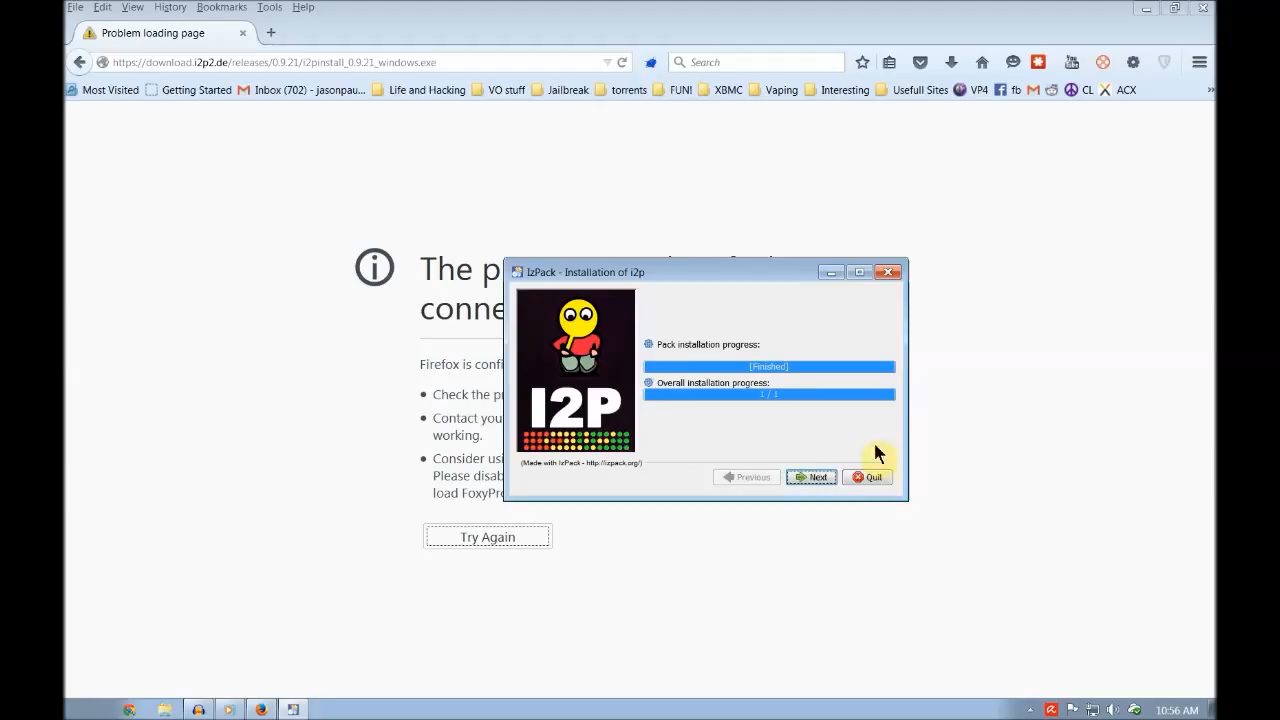 File Edit View History Bookmarks Tools Help
Problem loading page
https://download.i2p2.de/releases/0.9.21/i2pinstall_0.9.21_windows.exe
Search
Most Visited Getting Started Inbox (702) - jasonpau... Life and Hacking VO stuff Jailbreak torrents FUN! XBMC Vaping Interesting Usefull Sites VP4 fb CL ACX
The p
conne
Firefox is confi
Check the pr
Contact you
working.
Consider usi
Please disab
load FoxyPro
Try Again
IzPack - Installation of i2p
I2P
Pack installation progress:
[Finished]
Overall installation progress:
1 / 1
(Made with IzPack - http://izpack.org/)
Previous Next Quit
10:56 AM